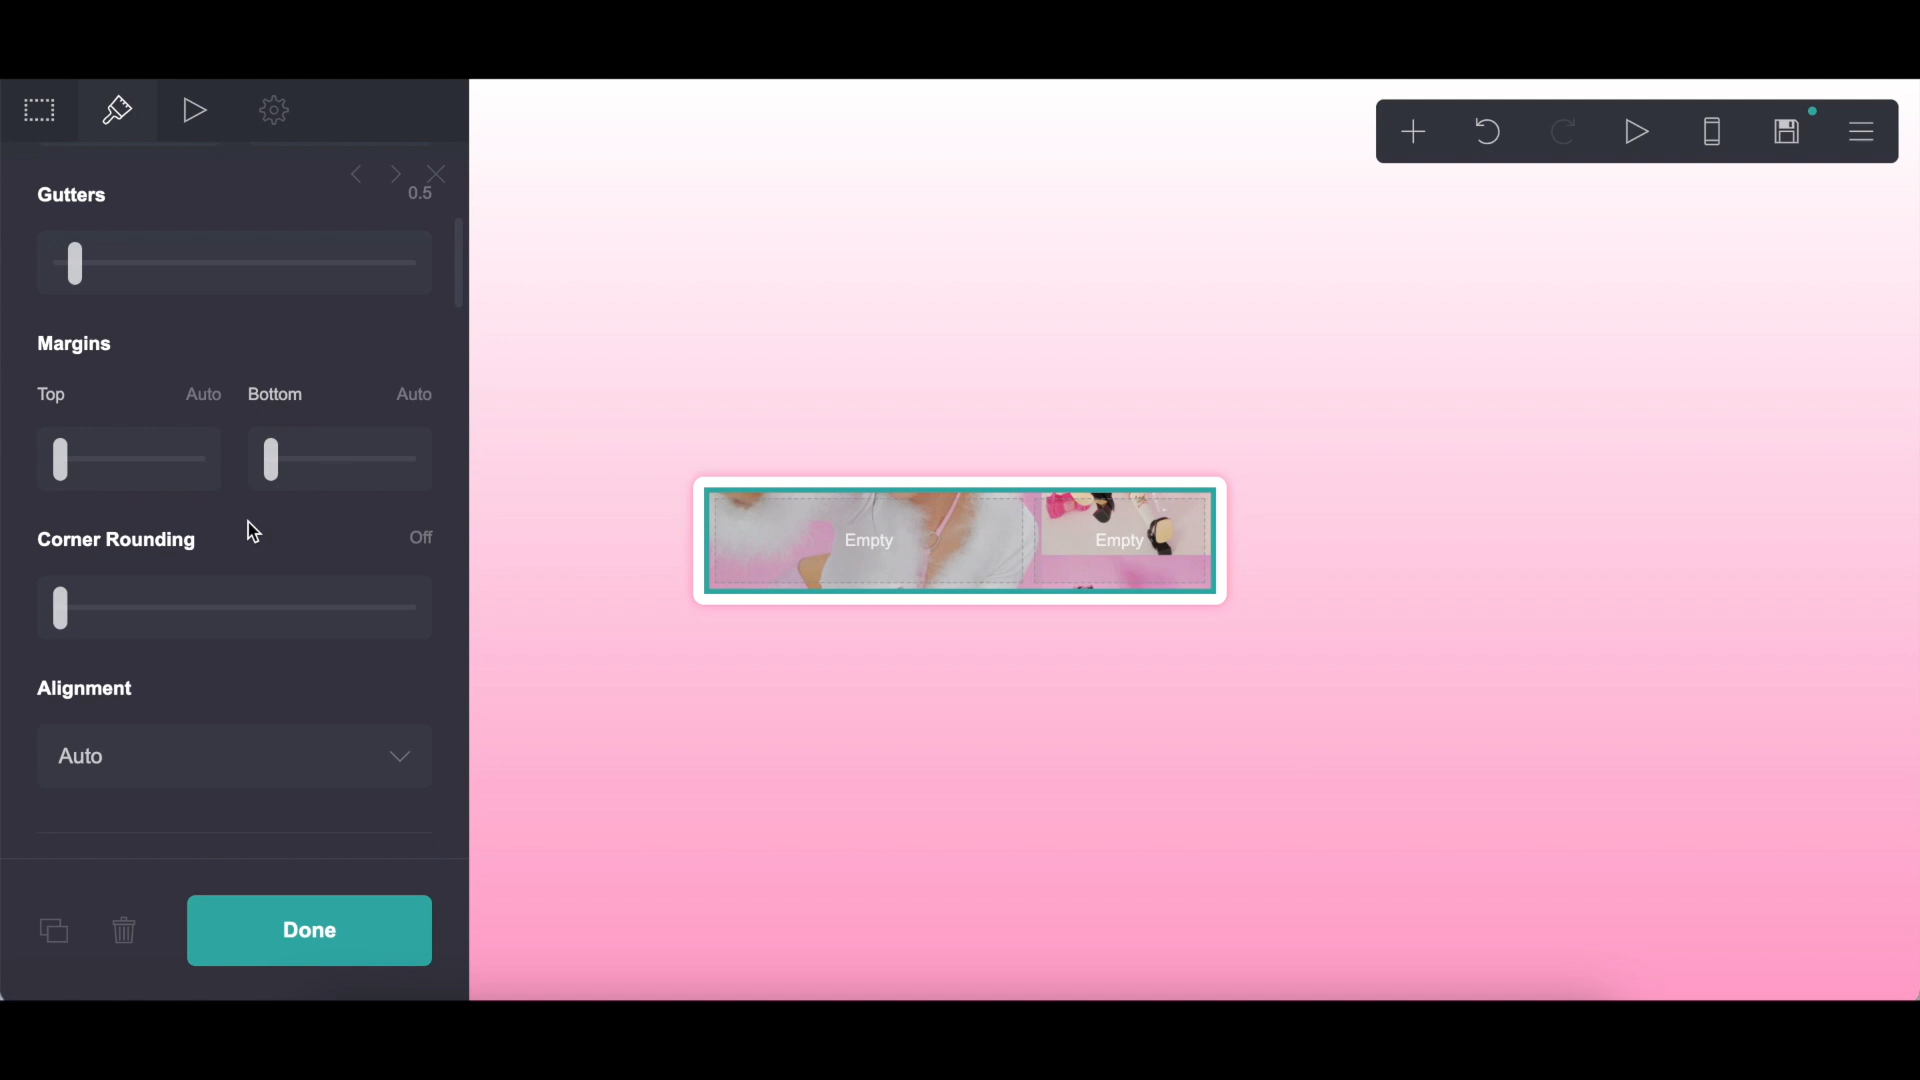 Gutters
0.5
Margins
Top Auto Bottom Auto
Corner Rounding Off
Alignment
Auto
Done
Empty Empty